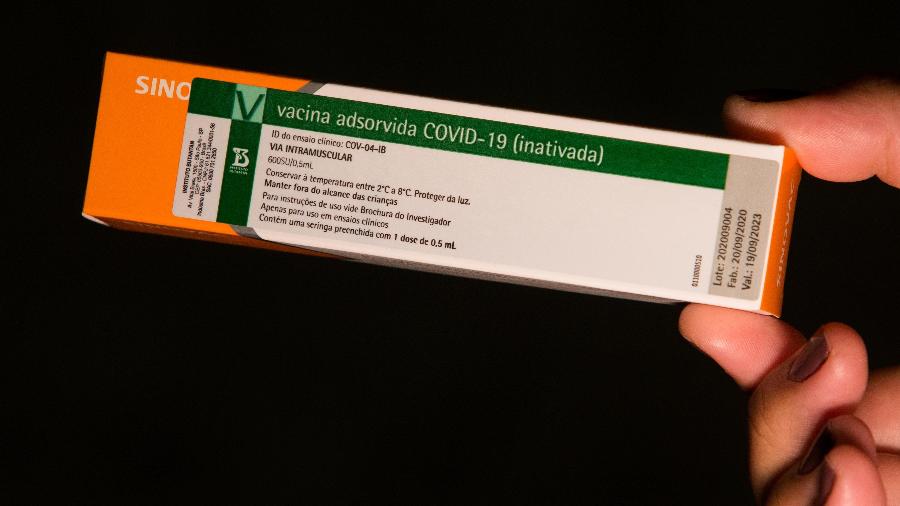 SINO
V
vacina adsorvida COVID-19 (inativada)
ID do ensaio clínico: COV-04-IB
VIA INTRAMUSCULAR
600SU/0,5mL
Conservar à temperatura entre 2°C a 8°C. Proteger da luz.
Manter fora do alcance das crianças
Para instruções de uso vide Brochura do Investigador
Apenas para uso em ensaios clínicos
Contém uma seringa preenchida com 1 dose de 0,5 mL
INSTITUTO BUTANTAN
Lote: 202009004
Fab.: 20/09/2020
Val.: 19/09/2023
SINOVAC